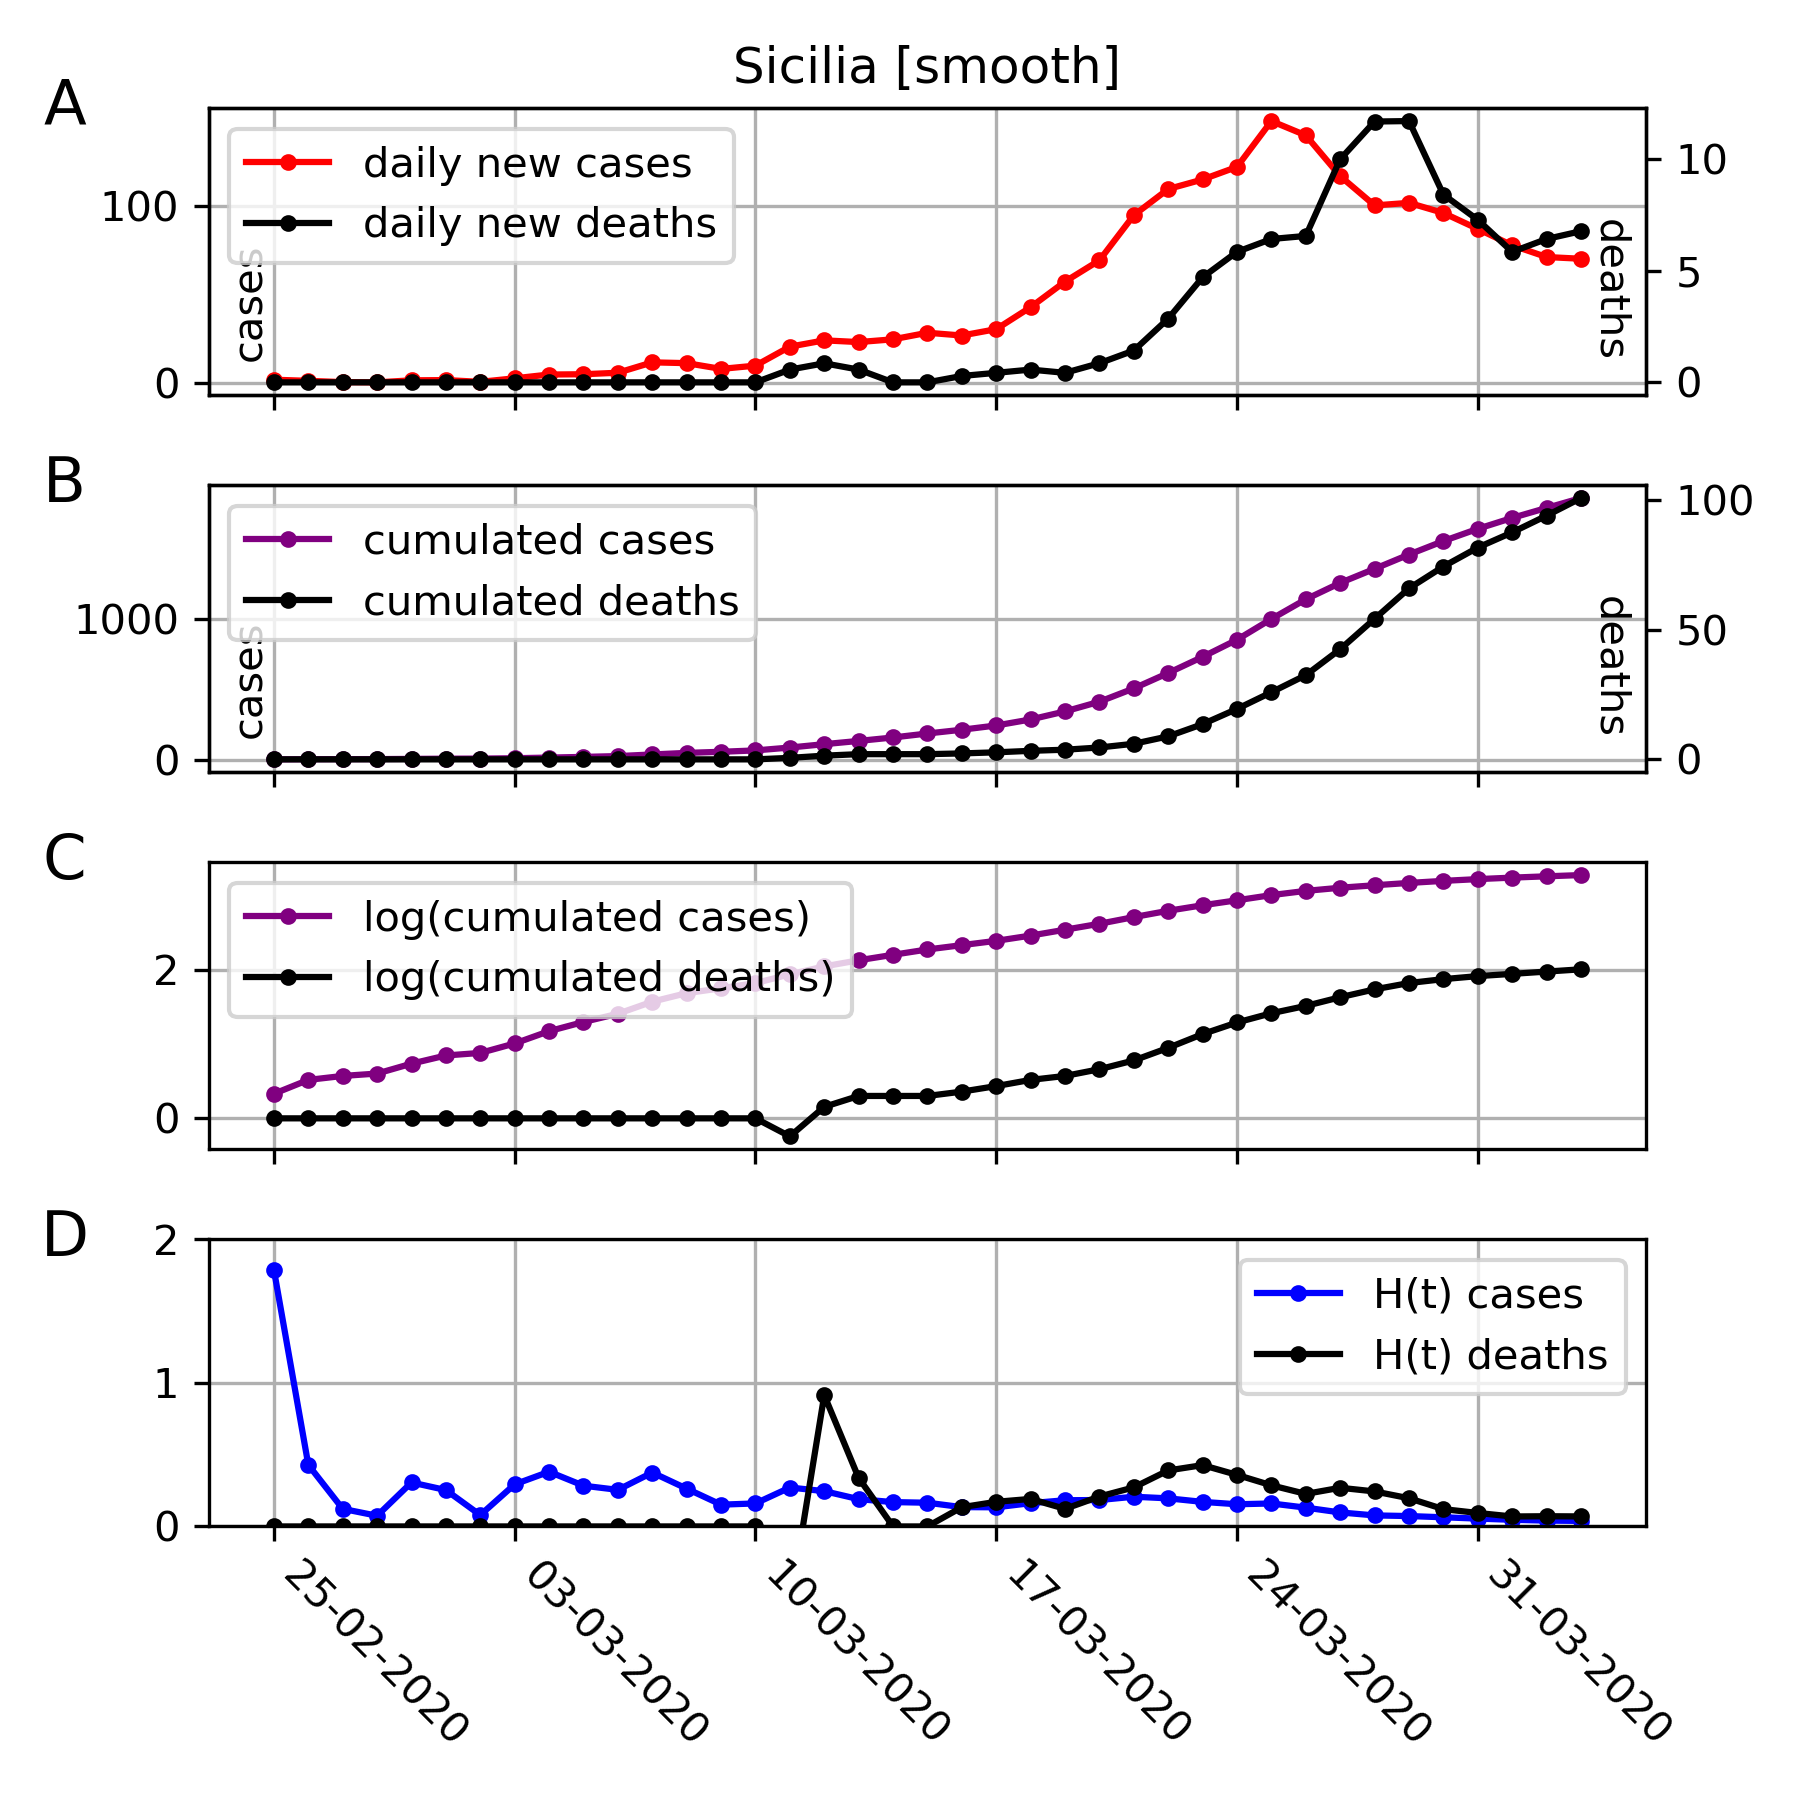 Sicilia [smooth]
A
daily new cases
daily new deaths
100
0
cases
10
5
0
deaths
B
cumulated cases
cumulated deaths
1000
0
cases
100
50
0
deaths
C
log(cumulated cases)
log(cumulated deaths)
2
0
D
H(t) cases
H(t) deaths
2
1
0
25-02-2020
03-03-2020
10-03-2020
17-03-2020
24-03-2020
31-03-2020